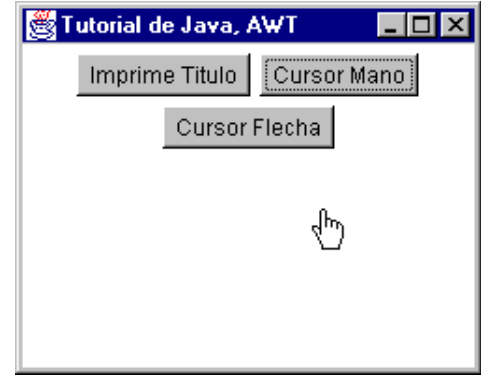 Tutorial de Java, AWT
Imprime Titulo Cursor Mano
Cursor Flecha